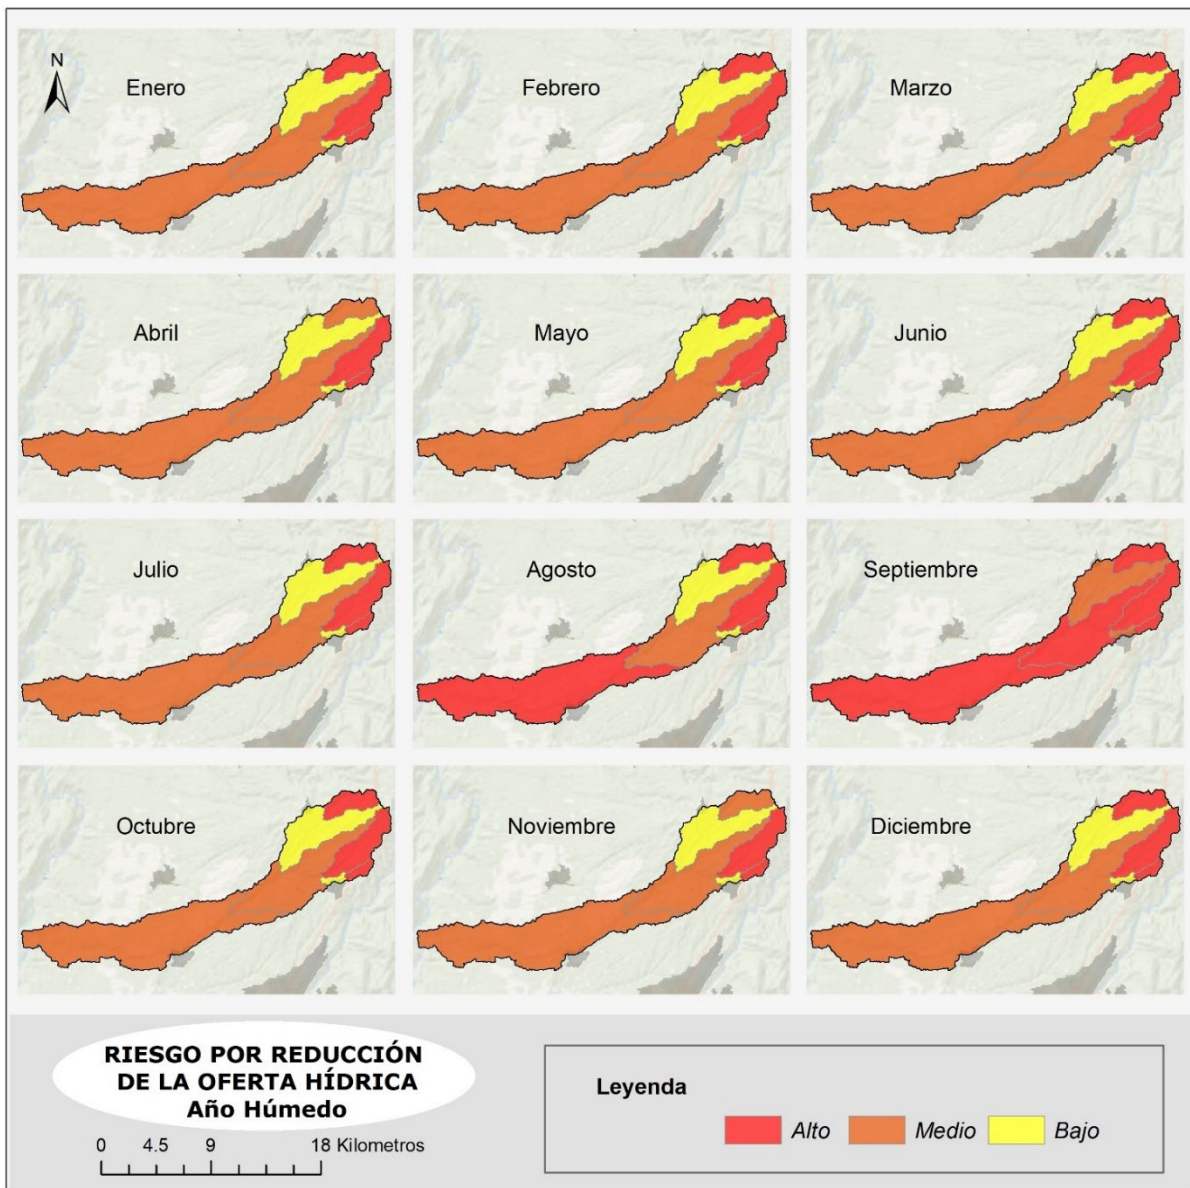 N
Enero
Febrero
Marzo
Abril
Mayo
Junio
Julio
Agosto
Septiembre
Octubre
Noviembre
Diciembre
RIESGO POR REDUCCIÓN
DE LA OFERTA HÍDRICA
Año Húmedo
0 4.5 9 18 Kilometros
Leyenda
Alto Medio Bajo